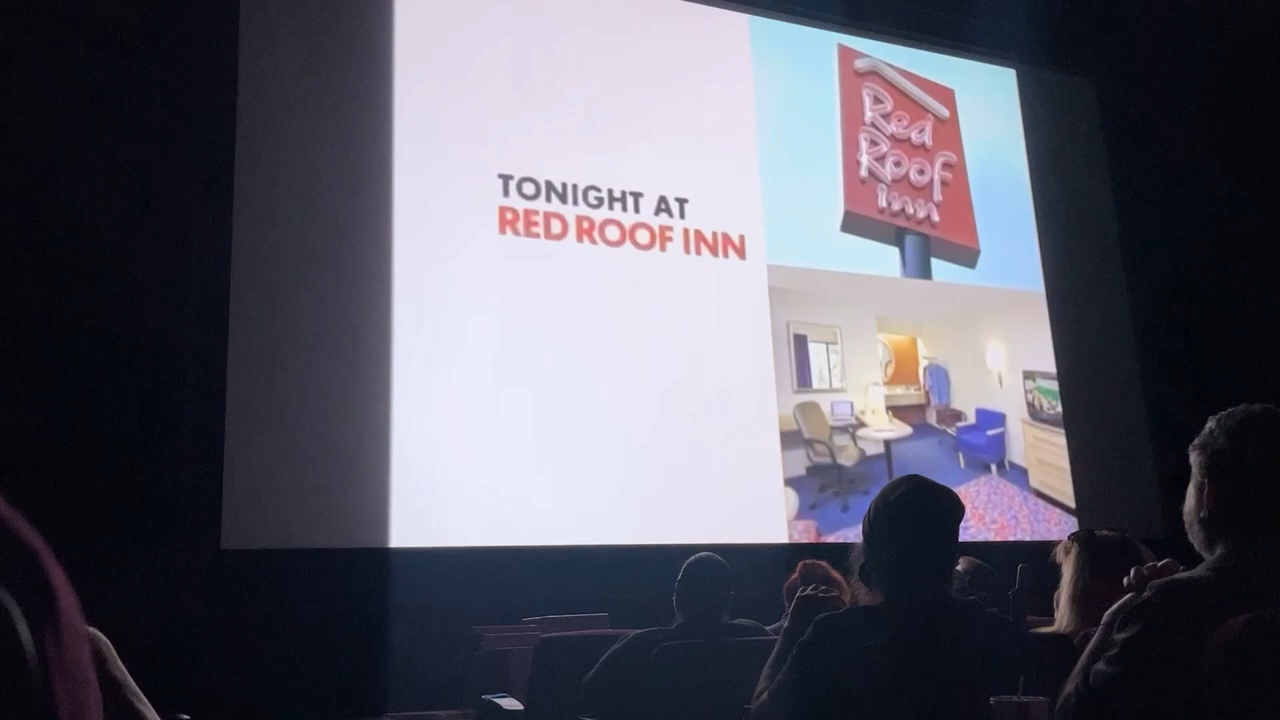 TONIGHT AT
RED ROOF INN
Red
Roof
Inn